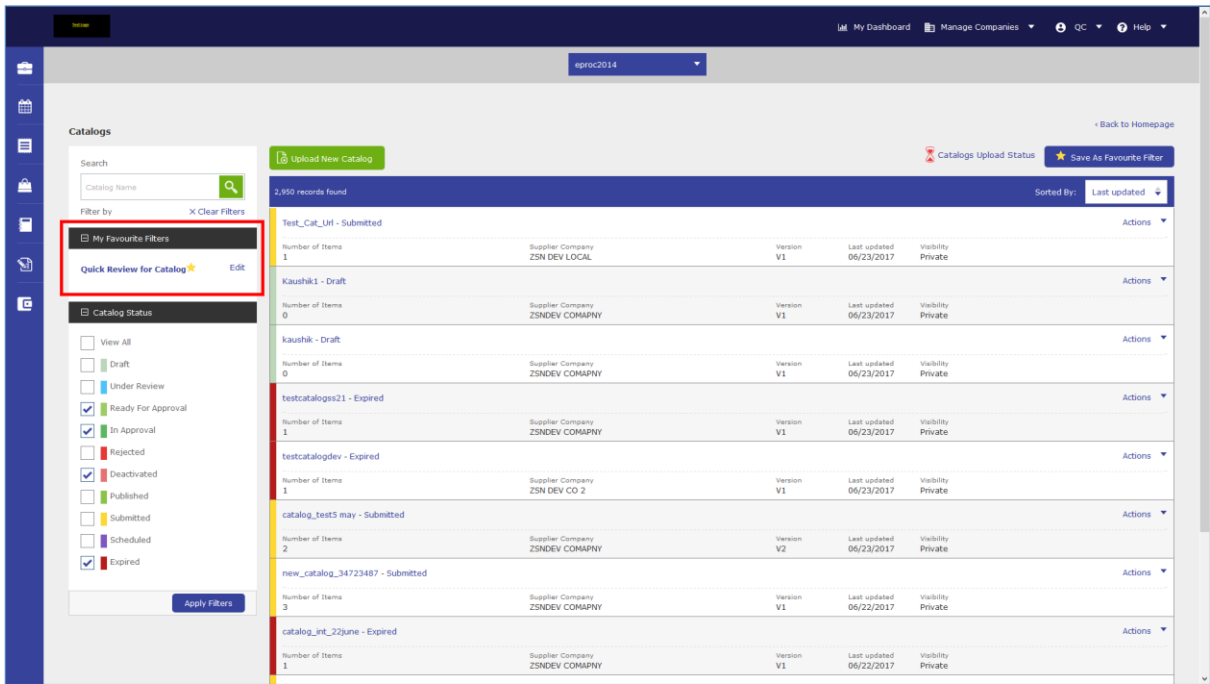 Test Logo
My Dashboard Manage Companies QC Help
eproc2014
‹ Back to Homepage
Catalogs
Search
Catalog Name
Filter by X Clear Filters
My Favourite Filters
Quick Review for Catalog Edit
Catalog Status
View All
Draft
Under Review
Ready For Approval
In Approval
Rejected
Deactivated
Published
Submitted
Scheduled
Expired
Apply Filters
Upload New Catalog Catalogs Upload Status Save As Favourite Filter
2,950 records found Sorted By: Last updated
Test_Cat_Url - Submitted Actions
Number of Items Supplier Company Version Last updated Visibility
1 ZSN DEV LOCAL V1 06/23/2017 Private
Kaushik1 - Draft Actions
Number of Items Supplier Company Version Last updated Visibility
0 ZSNDEV COMAPNY V1 06/23/2017 Private
kaushik - Draft Actions
Number of Items Supplier Company Version Last updated Visibility
0 ZSNDEV COMAPNY V1 06/23/2017 Private
testcatalogss21 - Expired Actions
Number of Items Supplier Company Version Last updated Visibility
1 ZSNDEV COMAPNY V1 06/23/2017 Private
testcatalogdev - Expired Actions
Number of Items Supplier Company Version Last updated Visibility
1 ZSN DEV CO 2 V1 06/23/2017 Private
catalog_test5 may - Submitted Actions
Number of Items Supplier Company Version Last updated Visibility
2 ZSNDEV COMAPNY V2 06/23/2017 Private
new_catalog_34723487 - Submitted Actions
Number of Items Supplier Company Version Last updated Visibility
3 ZSNDEV COMAPNY V1 06/22/2017 Private
catalog_int_22june - Expired Actions
Number of Items Supplier Company Version Last updated Visibility
1 ZSNDEV COMAPNY V1 06/22/2017 Private